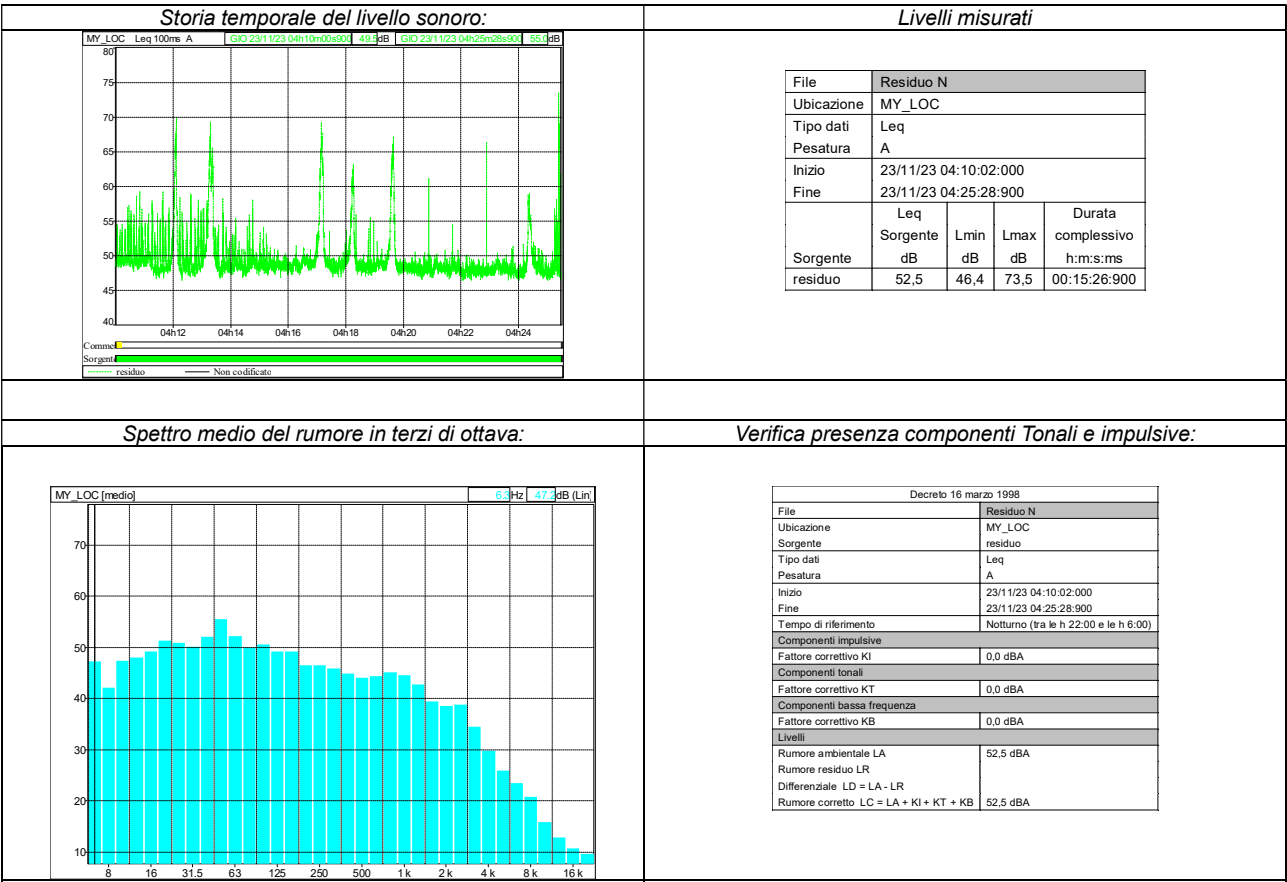 Storia temporale del livello sonoro:
MY_LOC Leq 100ms A GIO 23/11/23 04h10m00s900 49.5 dB GIO 23/11/23 04h25m28s900 55.0 dB
80
75
70
65
60
55
50
45
40
04h12 04h14 04h16 04h18 04h20 04h22 04h24
Comme
Sorgent
residuo Non codificato
Livelli misurati
File Residuo N
Ubicazione MY_LOC
Tipo dati Leq
Pesatura A
Inizio 23/11/23 04:10:02:000
Fine 23/11/23 04:25:28:900
Leq Durata
Sorgente Lmin Lmax complessivo
Sorgente dB dB dB h:m:s:ms
residuo 52,5 46,4 73,5 00:15:26:900
Spettro medio del rumore in terzi di ottava:
MY_LOC [medio] 6.3 Hz 47.2 dB (Lin)
70
60
50
40
30
20
10
8 16 31.5 63 125 250 500 1 k 2 k 4 k 8 k 16 k
Verifica presenza componenti Tonali e impulsive:
Decreto 16 marzo 1998
File Residuo N
Ubicazione MY_LOC
Sorgente residuo
Tipo dati Leq
Pesatura A
Inizio 23/11/23 04:10:02:000
Fine 23/11/23 04:25:28:900
Tempo di riferimento Notturno (tra le h 22:00 e le h 6:00)
Componenti impulsive
Fattore correttivo KI 0,0 dBA
Componenti tonali
Fattore correttivo KT 0,0 dBA
Componenti bassa frequenza
Fattore correttivo KB 0,0 dBA
Livelli
Rumore ambientale LA 52,5 dBA
Rumore residuo LR
Differenziale LD = LA - LR
Rumore corretto LC = LA + KI + KT + KB 52,5 dBA